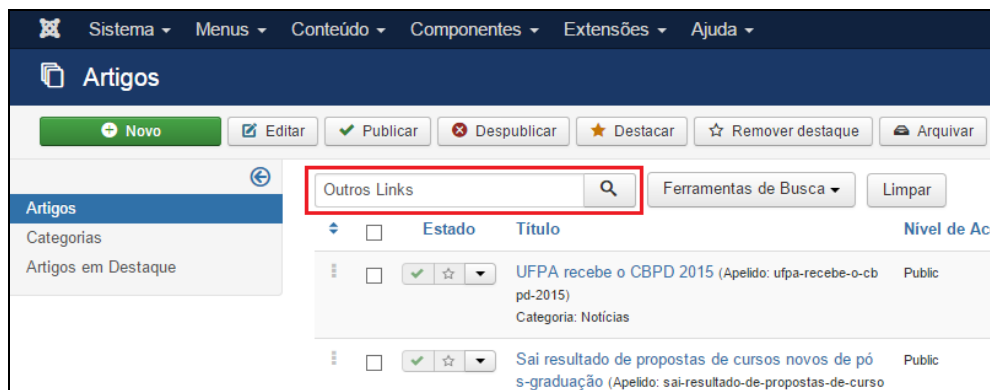 Sistema Menus Conteúdo Componentes Extensões Ajuda
Artigos
Novo Editar Publicar Despublicar Destacar Remover destaque Arquivar
Outros Links Ferramentas de Busca Limpar
Artigos
Categorias
Artigos em Destaque
Estado Título Nível de Ac
UFPA recebe o CBPD 2015 (Apelido: ufpa-recebe-o-cb Public
pd-2015)
Categoria: Notícias
Sai resultado de propostas de cursos novos de pó Public
s-graduação (Apelido: sai-resultado-de-propostas-de-curso